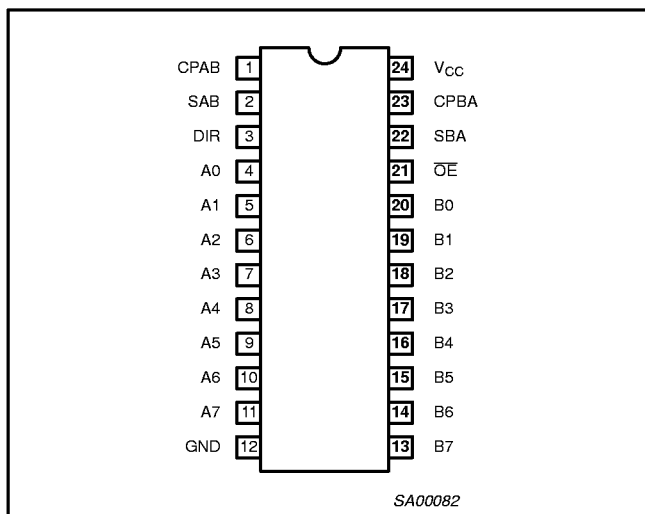 CPAB 1 24 VCC
SAB 2 23 CPBA
DIR 3 22 SBA
A0 4 21 O̅E̅
A1 5 20 B0
A2 6 19 B1
A3 7 18 B2
A4 8 17 B3
A5 9 16 B4
A6 10 15 B5
A7 11 14 B6
GND 12 13 B7
SA00082